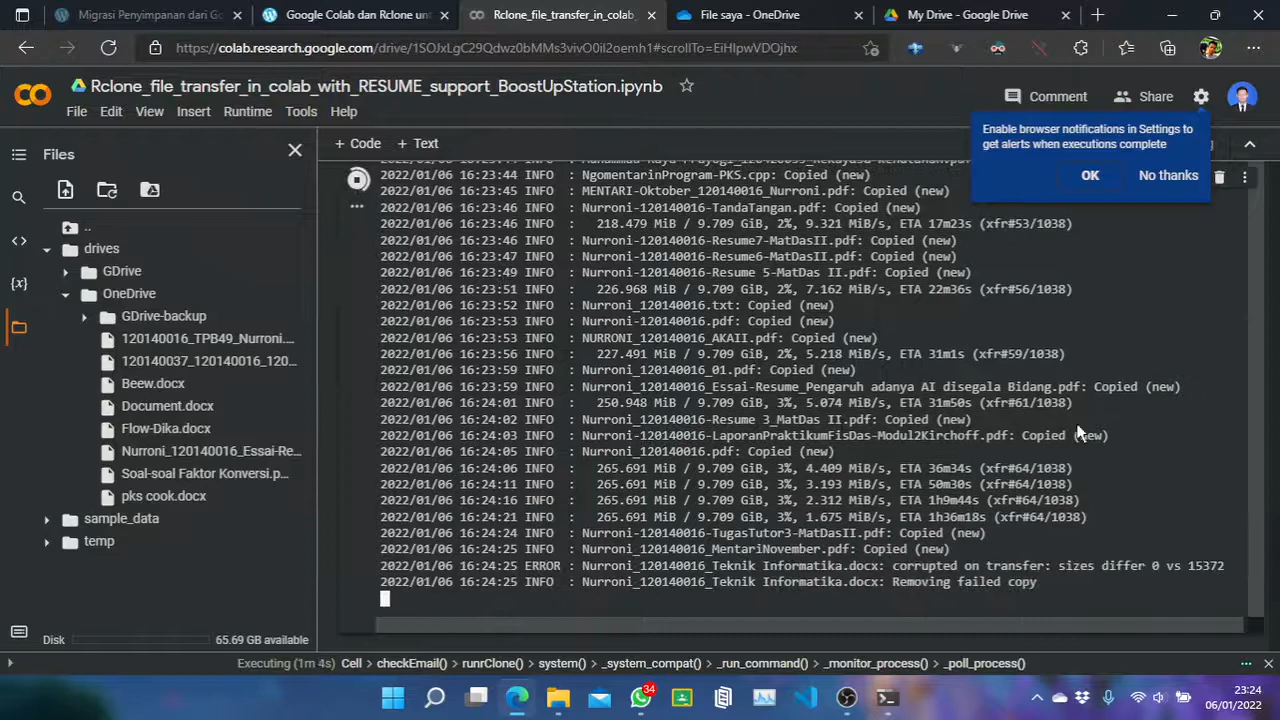 Migrasi Penyimpanan dari Go
Google Colab dan Rclone untuk
Rclone_file_transfer_in_colab_
File saya - OneDrive
My Drive - Google Drive
https://colab.research.google.com/drive/1SOJxLgC29Qdwz0bMMs3vivO0il2oemh1#scrollTo=EiHlpwVDOjhx
Rclone_file_transfer_in_colab_with_RESUME_support_BoostUpStation.ipynb
Comment
Share
File Edit View Insert Runtime Tools Help
Enable browser notifications in Settings to
get alerts when executions complete
OK
No thanks
Files
+ Code + Text
..
drives
GDrive
OneDrive
GDrive-backup
120140016_TPB49_Nurroni....
120140037_120140016_120...
Beew.docx
Document.docx
Flow-Dika.docx
Nurroni_120140016_Essai-Re...
Soal-soal Faktor Konversi.p...
pks cook.docx
sample_data
temp
Disk
65.69 GB available
2022/01/06 16:23:44 INFO : NgomentarinProgram-PKS.cpp: Copied (new)
2022/01/06 16:23:45 INFO : MENTARI-Oktober_120140016_Nurroni.pdf: Copied (new)
2022/01/06 16:23:46 INFO : Nurroni-120140016-TandaTangan.pdf: Copied (new)
2022/01/06 16:23:46 INFO : 218.479 MiB / 9.709 GiB, 2%, 9.321 MiB/s, ETA 17m23s (xfr#53/1038)
2022/01/06 16:23:46 INFO : Nurroni-120140016-Resume7-MatDasII.pdf: Copied (new)
2022/01/06 16:23:47 INFO : Nurroni-120140016-Resume6-MatDasII.pdf: Copied (new)
2022/01/06 16:23:49 INFO : Nurroni-120140016-Resume 5-MatDas II.pdf: Copied (new)
2022/01/06 16:23:51 INFO : 226.968 MiB / 9.709 GiB, 2%, 7.162 MiB/s, ETA 22m36s (xfr#56/1038)
2022/01/06 16:23:52 INFO : Nurroni_120140016.txt: Copied (new)
2022/01/06 16:23:53 INFO : Nurroni_120140016.pdf: Copied (new)
2022/01/06 16:23:53 INFO : NURRONI_120140016_AKAII.pdf: Copied (new)
2022/01/06 16:23:56 INFO : 227.491 MiB / 9.709 GiB, 2%, 5.218 MiB/s, ETA 31m1s (xfr#59/1038)
2022/01/06 16:23:59 INFO : Nurroni_120140016_01.pdf: Copied (new)
2022/01/06 16:23:59 INFO : Nurroni_120140016_Essai-Resume_Pengaruh adanya AI disegala Bidang.pdf: Copied (new)
2022/01/06 16:24:01 INFO : 250.948 MiB / 9.709 GiB, 3%, 5.074 MiB/s, ETA 31m50s (xfr#61/1038)
2022/01/06 16:24:02 INFO : Nurroni_120140016-Resume 3_MatDas II.pdf: Copied (new)
2022/01/06 16:24:03 INFO : Nurroni_120140016-LaporanPraktikumFisDas-Modul2Kirchoff.pdf: Copied (new)
2022/01/06 16:24:05 INFO : Nurroni_120140016.pdf: Copied (new)
2022/01/06 16:24:06 INFO : 265.691 MiB / 9.709 GiB, 3%, 4.409 MiB/s, ETA 36m34s (xfr#64/1038)
2022/01/06 16:24:11 INFO : 265.691 MiB / 9.709 GiB, 3%, 3.193 MiB/s, ETA 50m30s (xfr#64/1038)
2022/01/06 16:24:16 INFO : 265.691 MiB / 9.709 GiB, 3%, 2.312 MiB/s, ETA 1h9m44s (xfr#64/1038)
2022/01/06 16:24:21 INFO : 265.691 MiB / 9.709 GiB, 3%, 1.675 MiB/s, ETA 1h36m18s (xfr#64/1038)
2022/01/06 16:24:24 INFO : Nurroni-120140016-TugasTutor3-MatDasII.pdf: Copied (new)
2022/01/06 16:24:25 INFO : Nurroni_120140016_MentariNovember.pdf: Copied (new)
2022/01/06 16:24:25 ERROR : Nurroni_120140016_Teknik Informatika.docx: corrupted on transfer: sizes differ 0 vs 15372
2022/01/06 16:24:25 INFO : Nurroni_120140016_Teknik Informatika.docx: Removing failed copy
Executing (1m 4s) Cell > checkEmail() > runrClone() > system() > _system_compat() > _run_command() > _monitor_process() > _poll_process()
34
23:24
06/01/2022